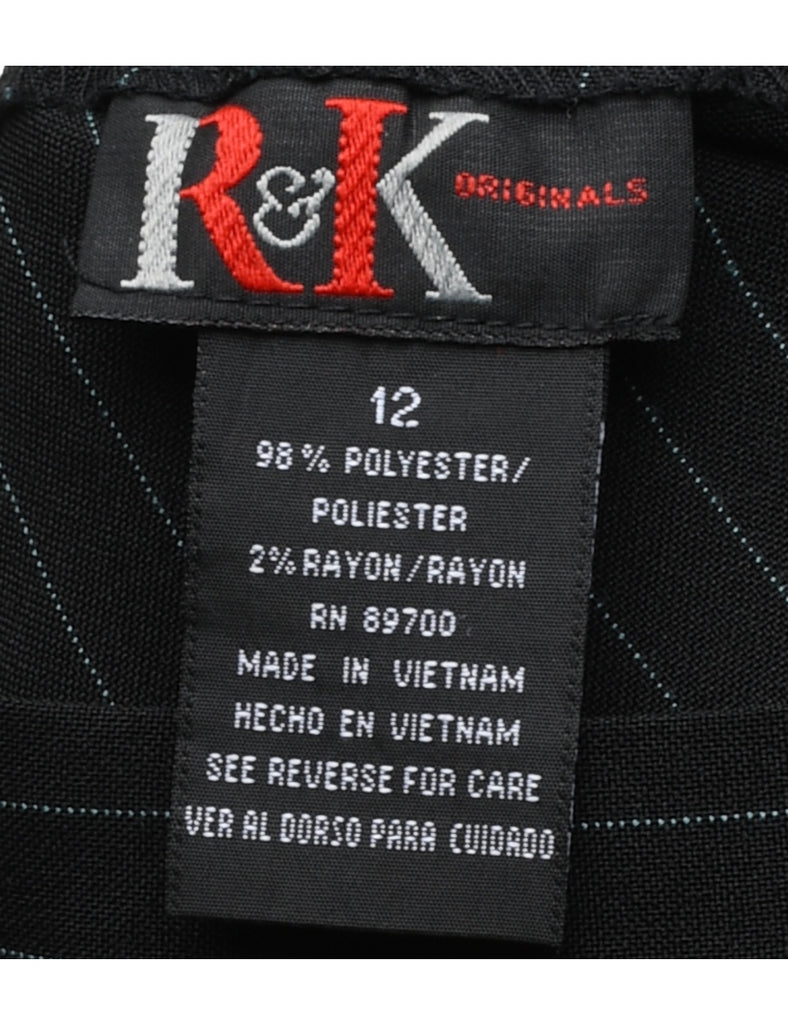 R&K ORIGINALS
12
98% POLYESTER/
POLIESTER
2% RAYON/RAYON
RN 89700
MADE IN VIETNAM
HECHO EN VIETNAM
SEE REVERSE FOR CARE
VER AL DORSO PARA CUIDADO